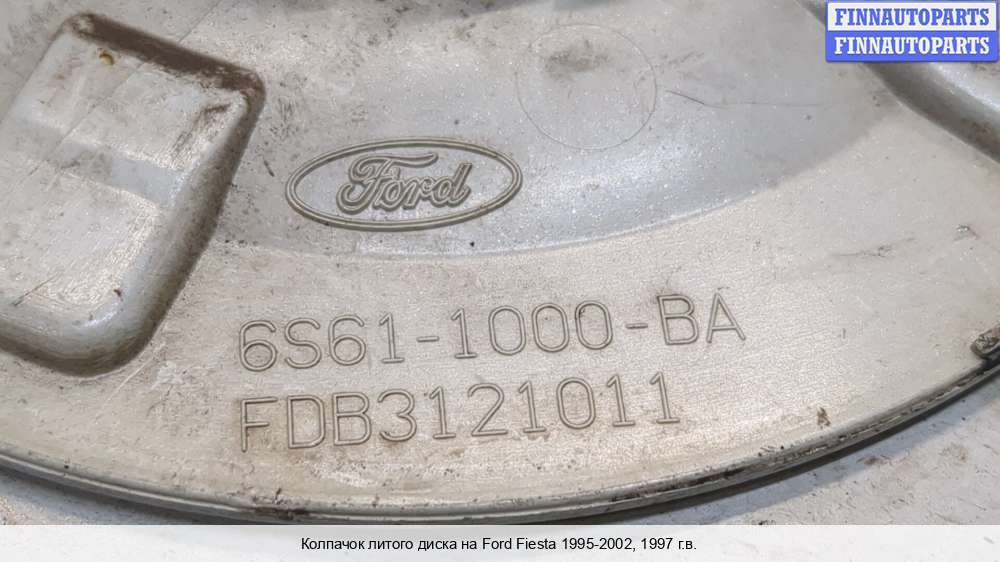 FINNAUTOPARTS
FINNAUTOPARTS
Ford
6S61-1000-BA
FDB3121011
Колпачок литого диска на Ford Fiesta 1995-2002, 1997 г.в.